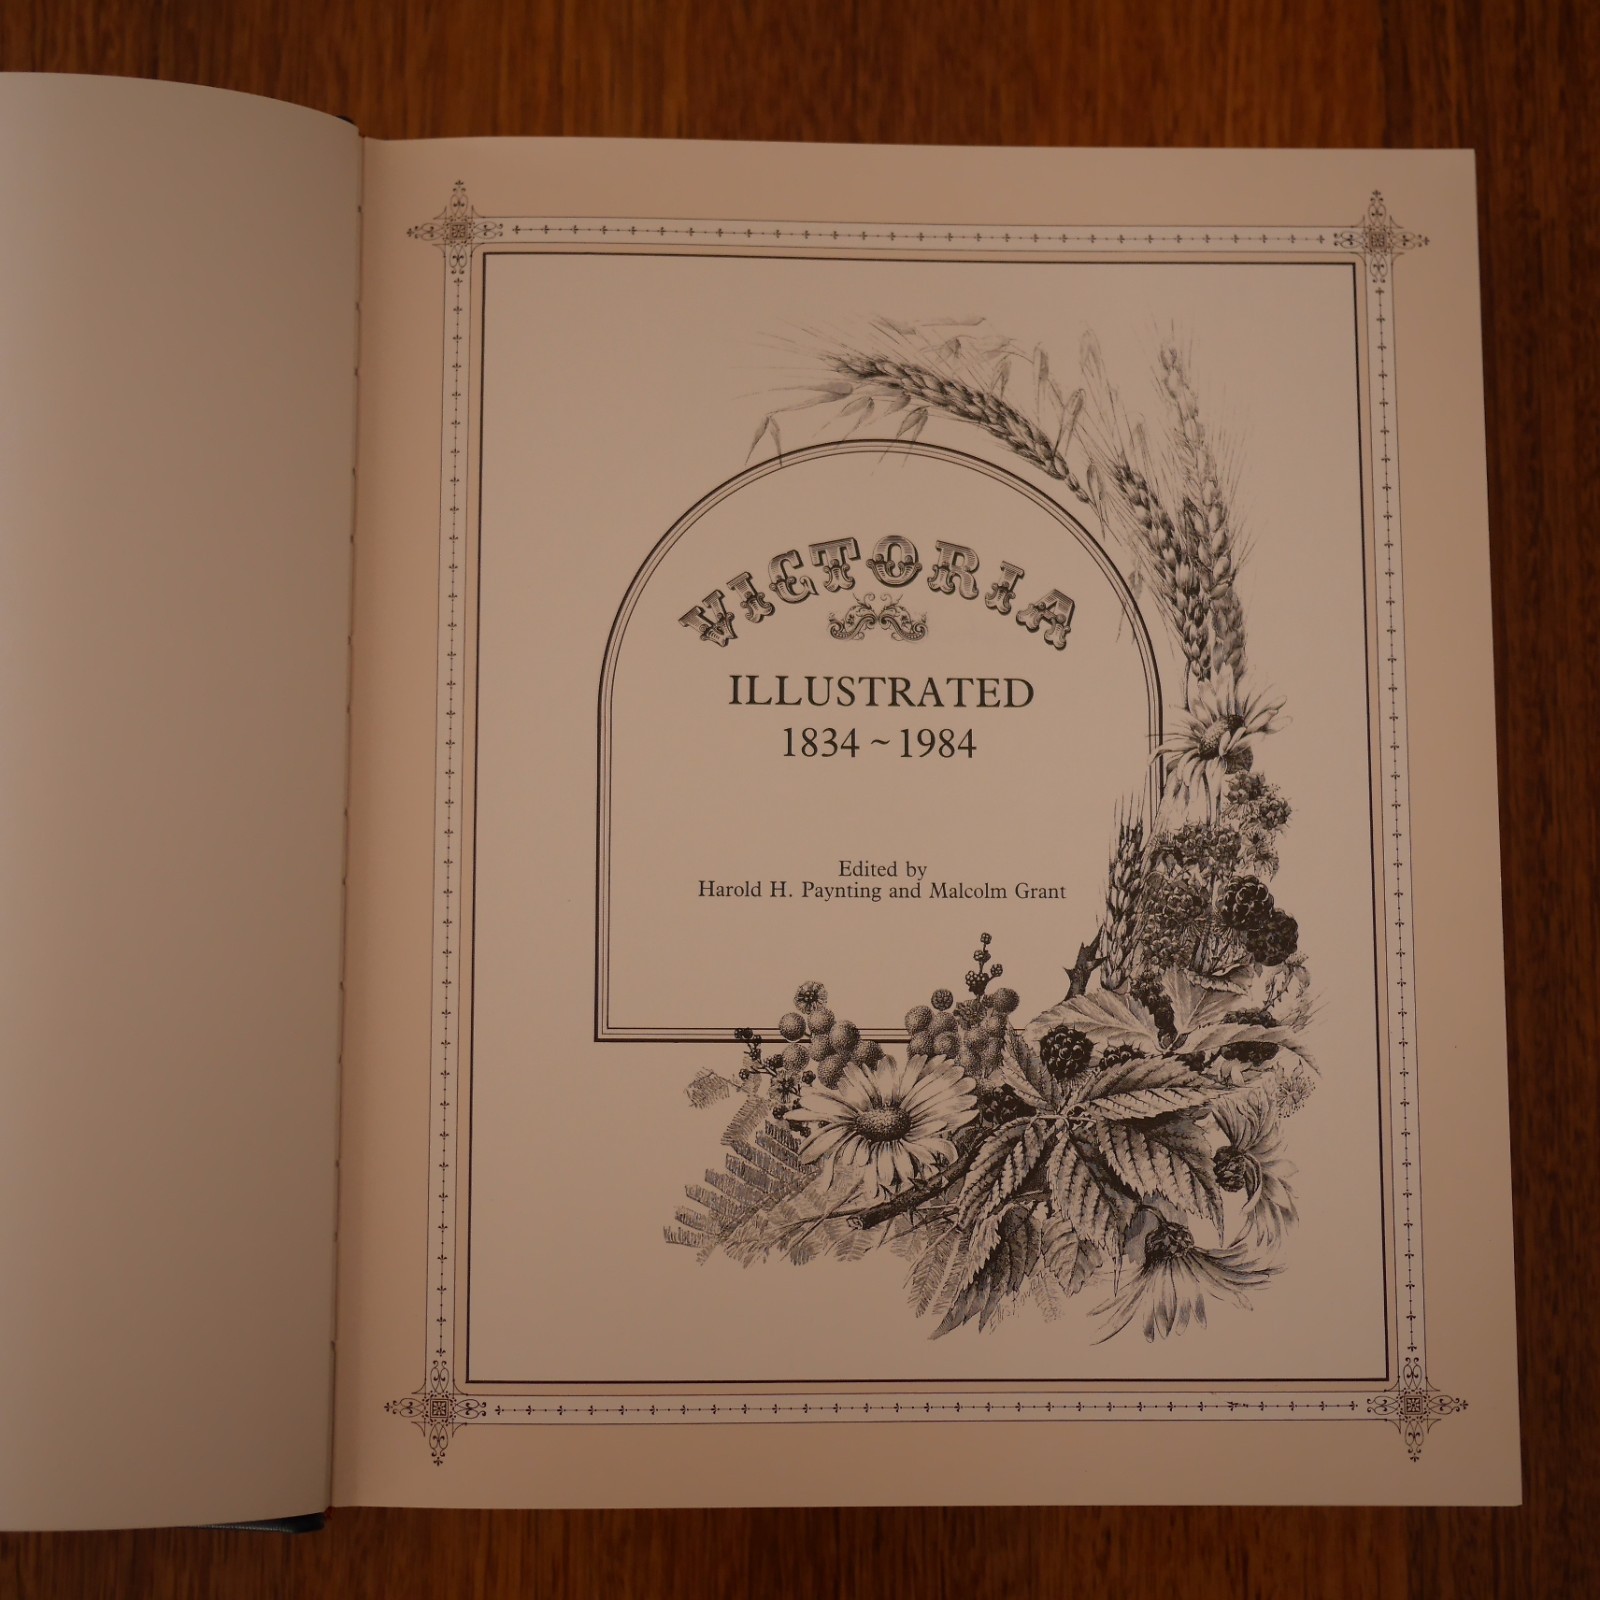 VICTORIA
ILLUSTRATED
1834 ~ 1984
Edited by
Harold H. Paynting and Malcolm Grant